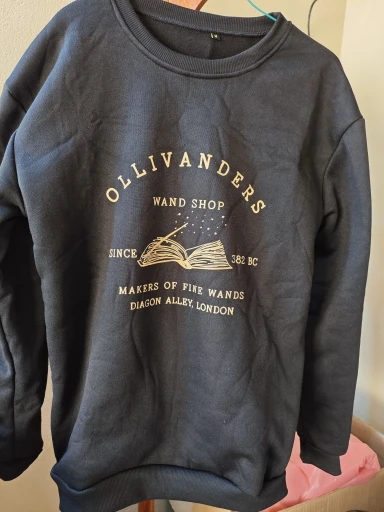 OLLIVANDERS
WAND SHOP
SINCE 382 BC
MAKERS OF FINE WANDS
DIAGON ALLEY, LONDON